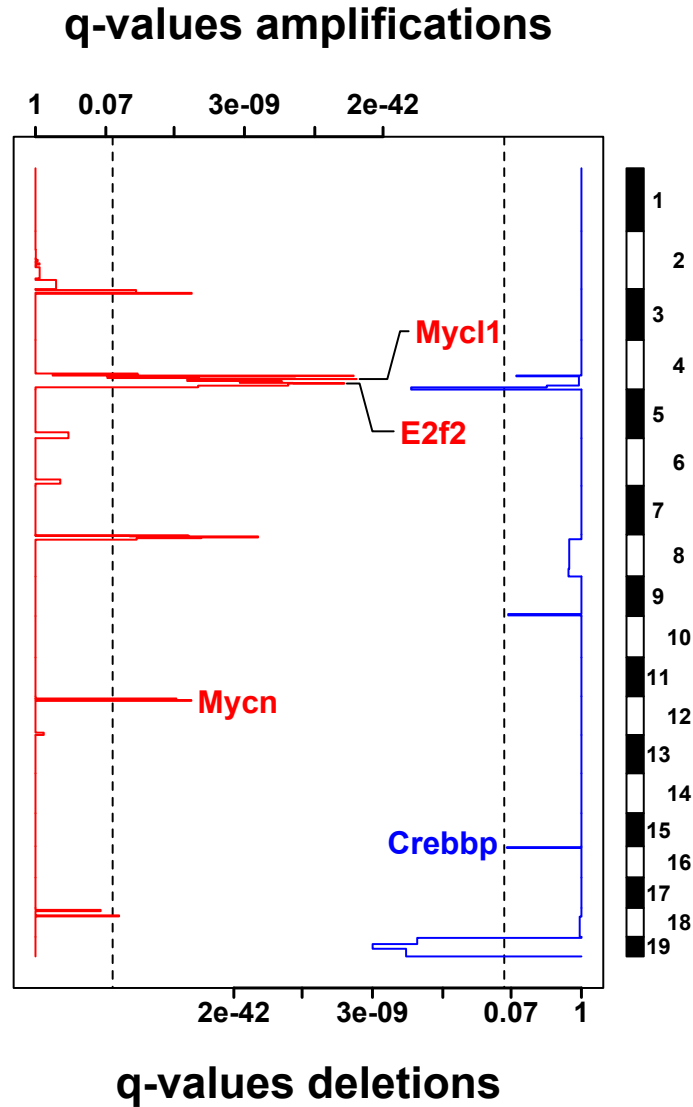 q-values amplifications
1 0.07 3e-09 2e-42
1
2
3
Mycl1
4
5
E2f2
6
7
8
9
10
11
Mycn
12
13
14
15
Crebbp
16
17
18
19
2e-42 3e-09 0.07 1
q-values deletions